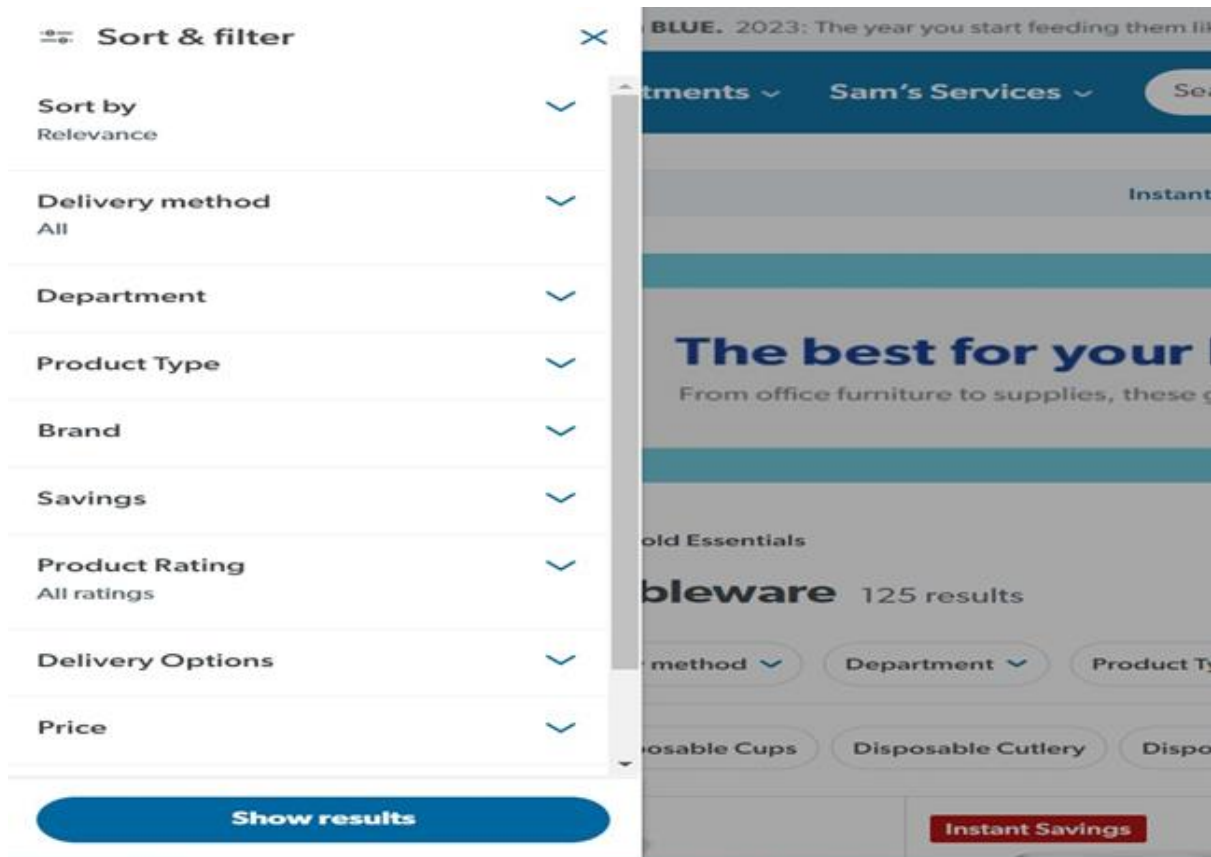 Sort & filter
Sort by
Relevance
Delivery method
All
Department
Product Type
Brand
Savings
Product Rating
All ratings
Delivery Options
Price
Show results
BLUE. 2023: The year you start feeding them
tments
Sam's Services
Sea
Instant
The best for your
From office furniture to supplies, these
old Essentials
bleware 125 results
method
Department
Product Ty
osable Cups
Disposable Cutlery
Dispo
Instant Savings